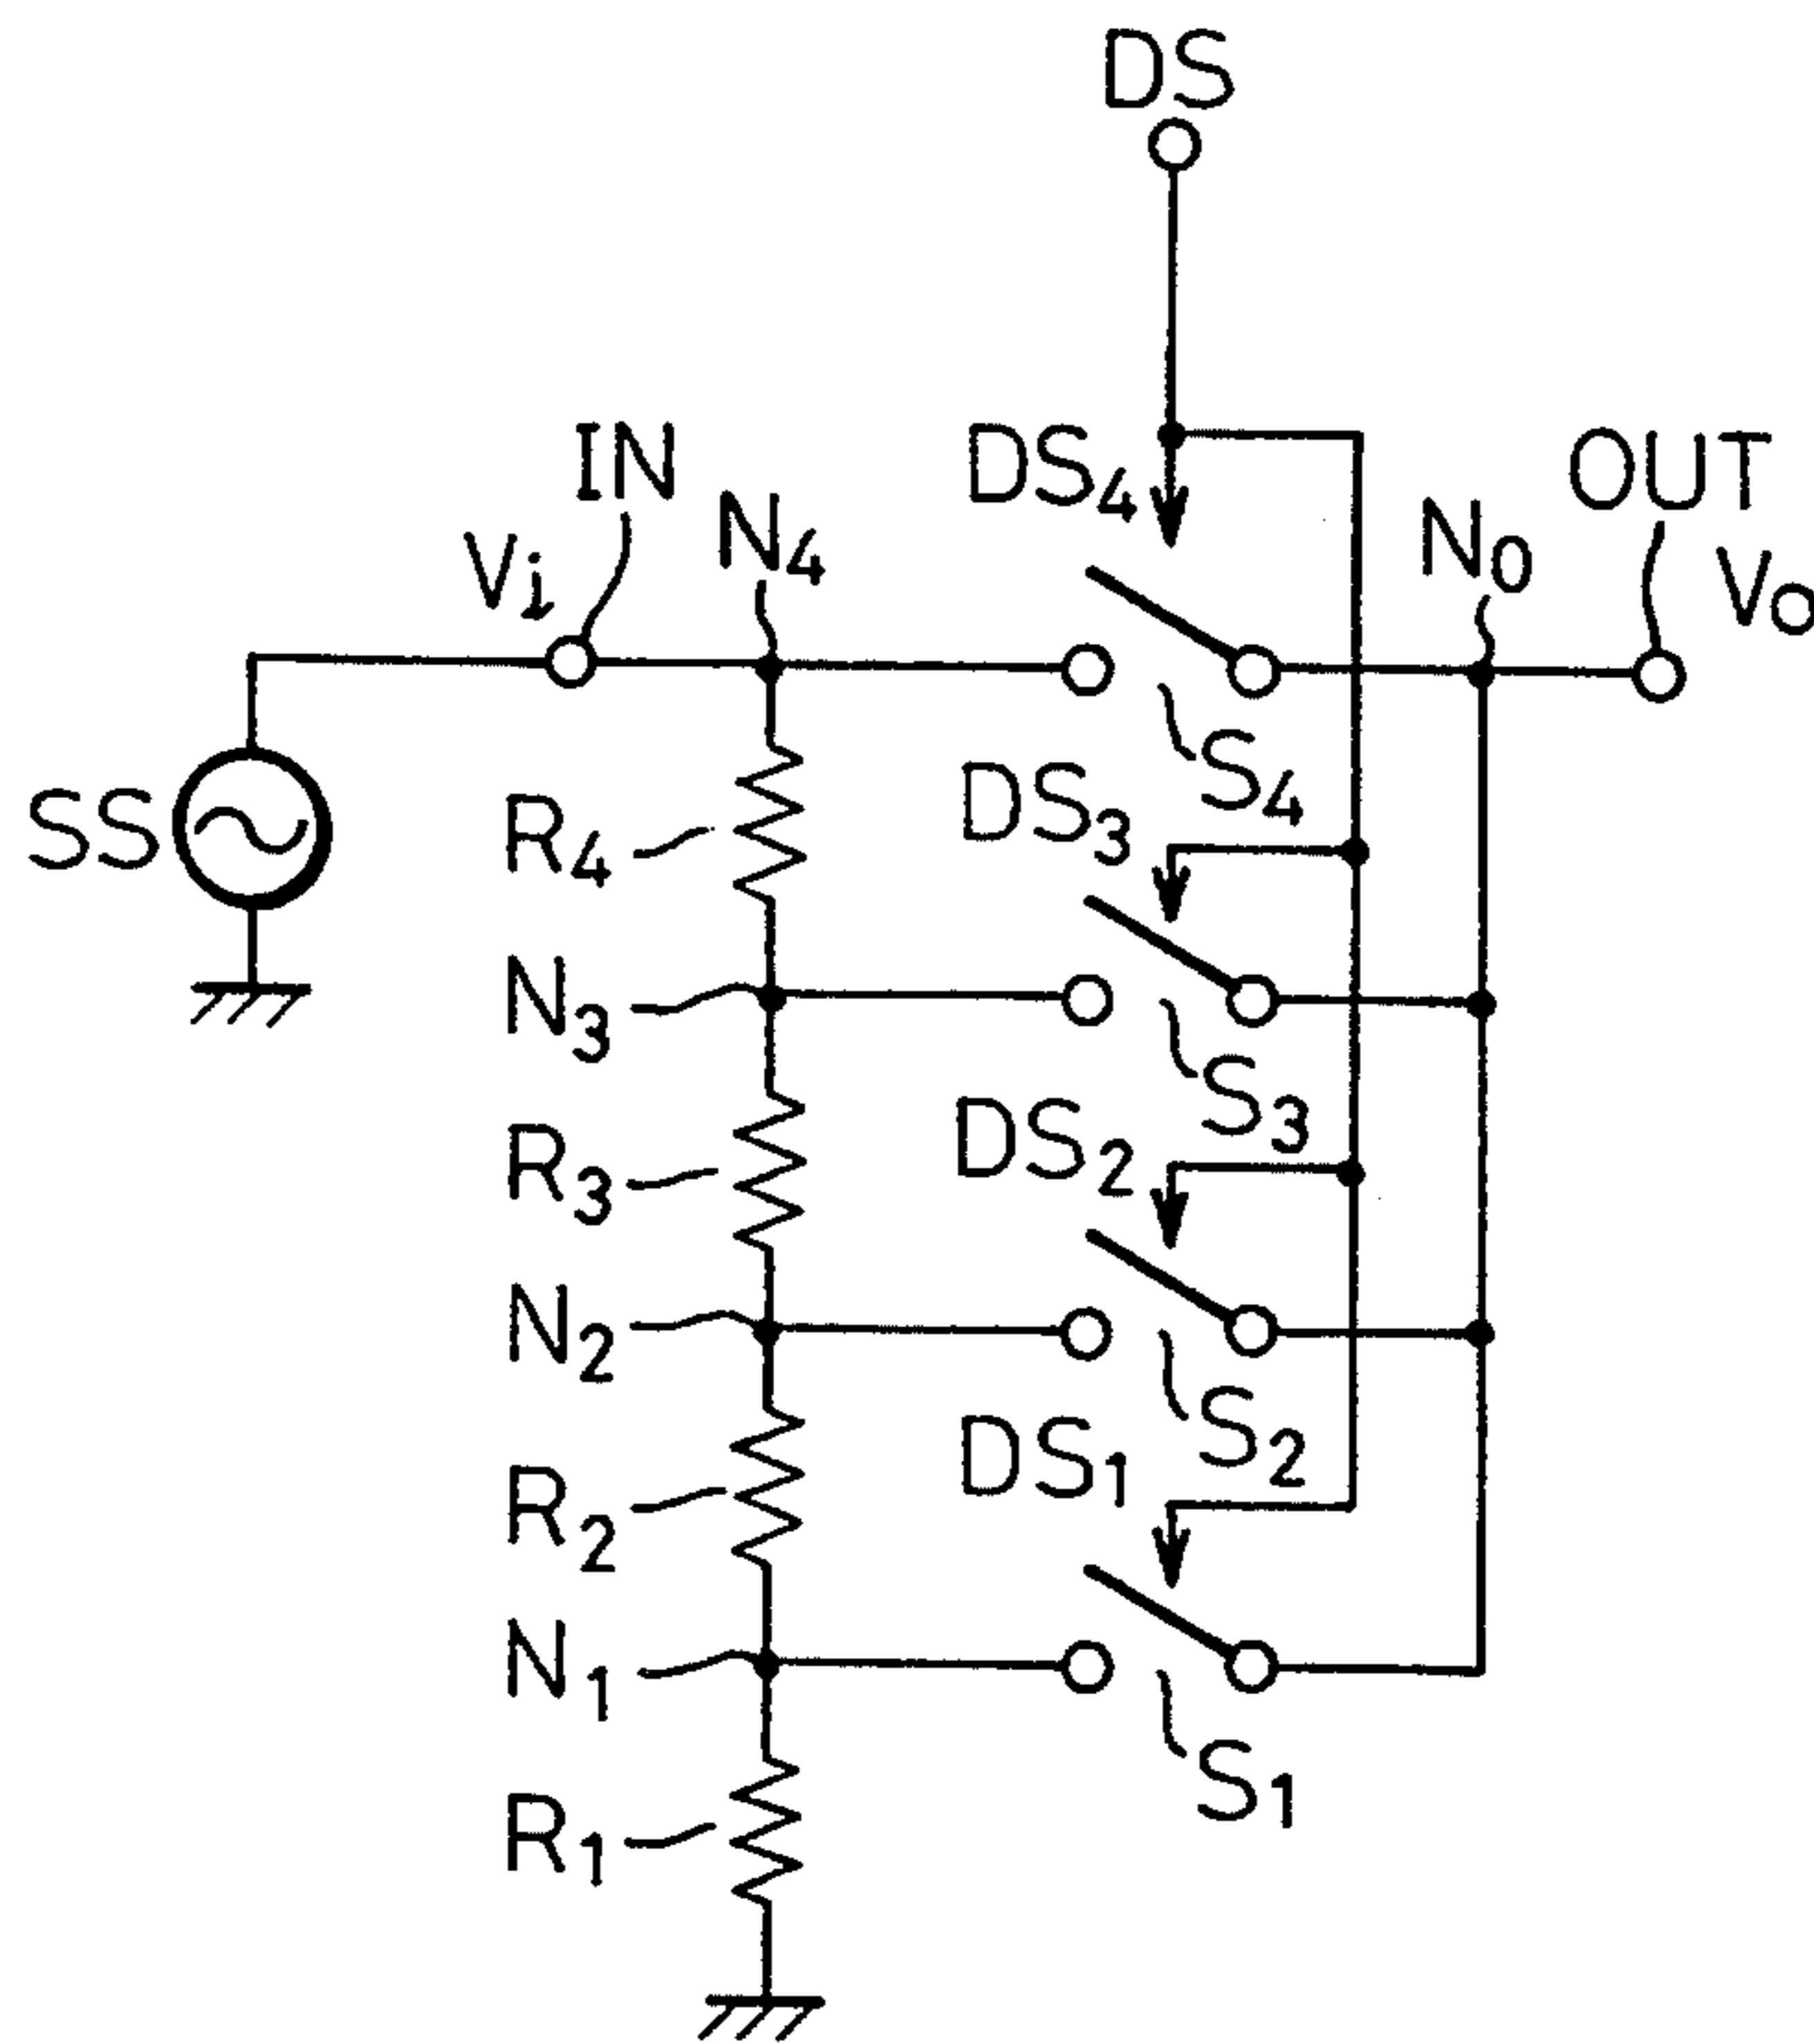 DS
IN
Vi
N4
DS4
N0
OUT
Vo
S4
SS
R4
DS3
N3
S3
R3
DS2
N2
S2
R2
DS1
N1
S1
R1